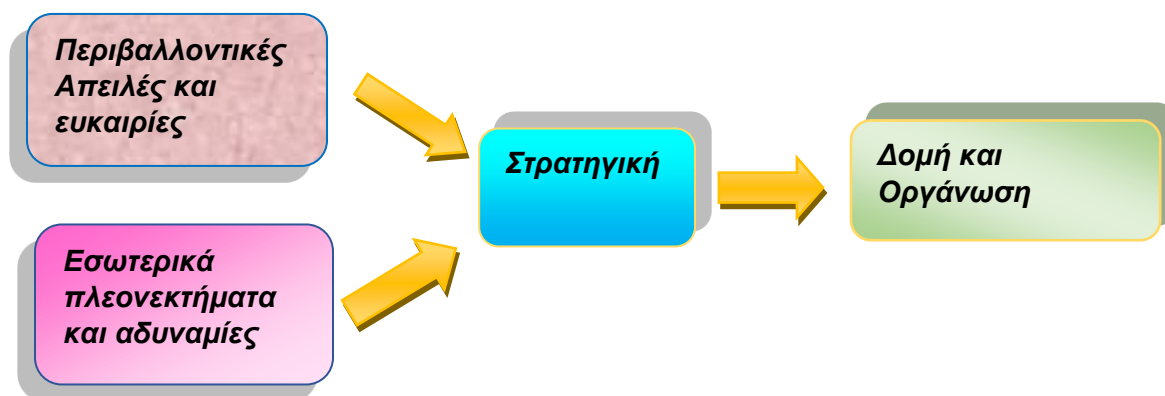 Περιβαλλοντικές
Απειλές και
ευκαιρίες
Εσωτερικά
πλεονεκτήματα
και αδυναμίες
Στρατηγική
Δομή και
Οργάνωση